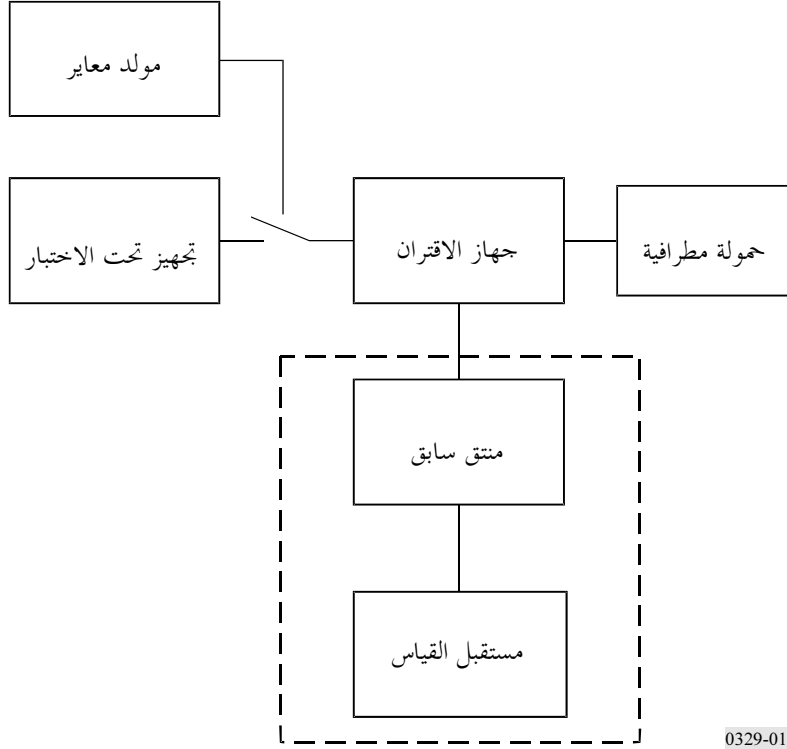 مولد معاير
تجهيز تحت الاختبار
جهاز الاقتران
حمولة مطرافية
منتق سابق
مستقبل القياس
0329-01